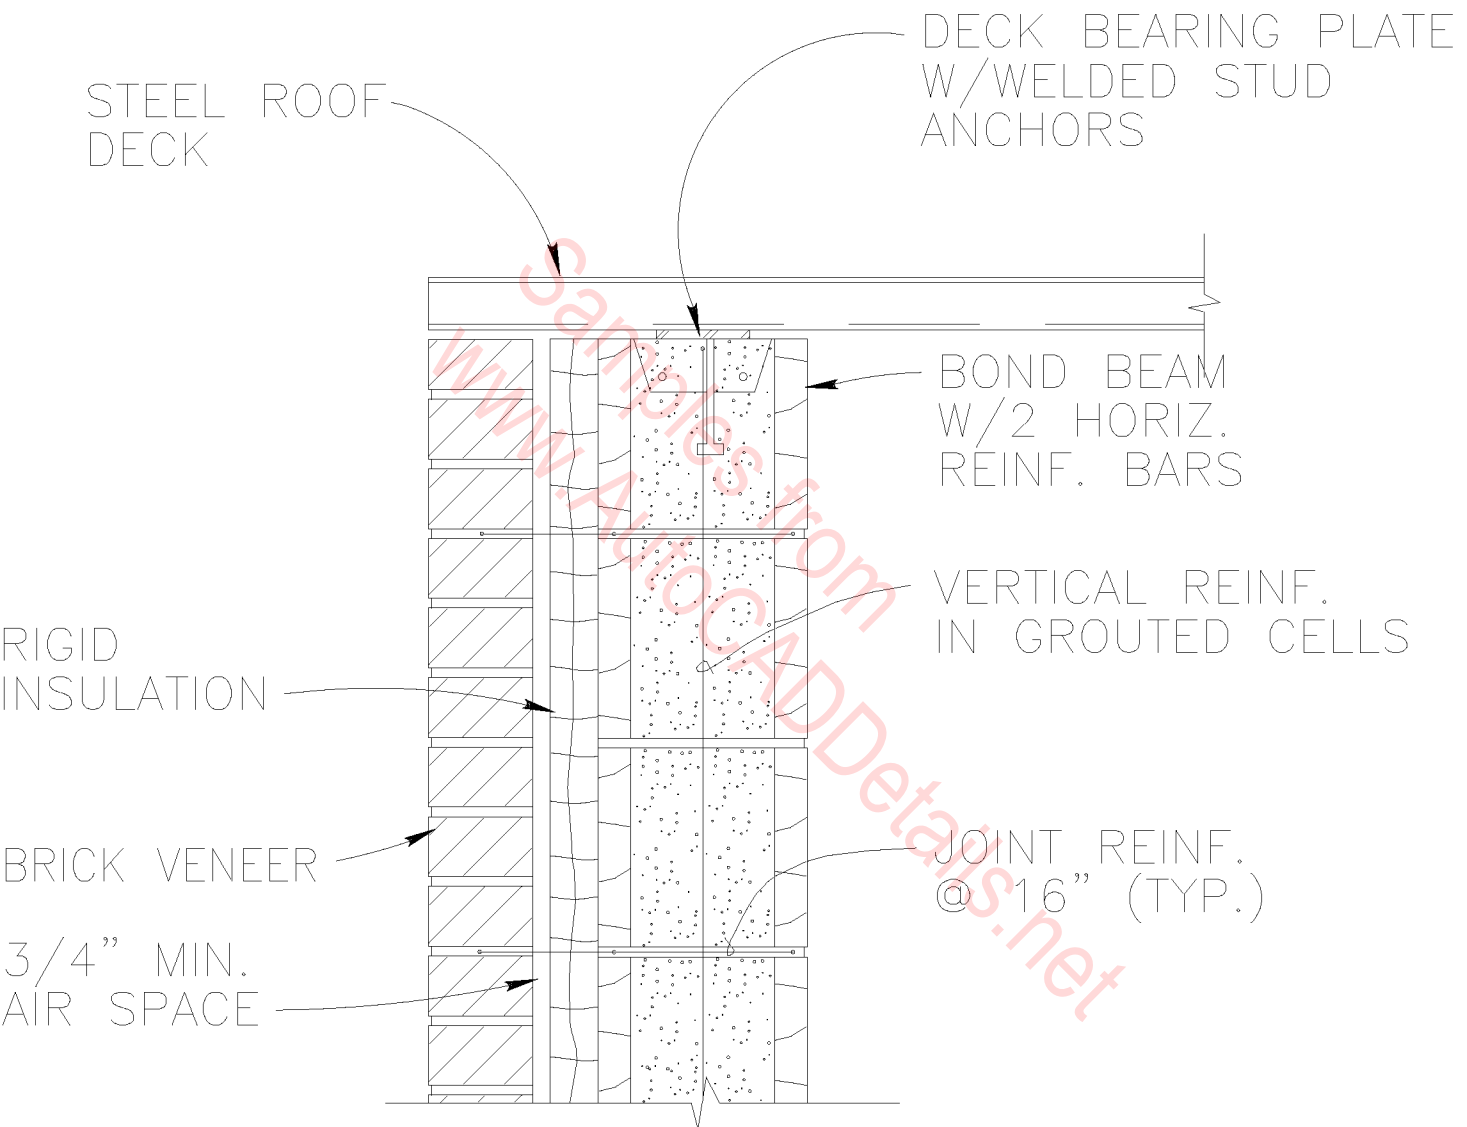 DECK BEARING PLATE
W/WELDED STUD
ANCHORS
STEEL ROOF
DECK
BOND BEAM
W/2 HORIZ.
REINF. BARS
VERTICAL REINF.
IN GROUTED CELLS
RIGID
INSULATION
JOINT REINF.
@ 16” (TYP.)
BRICK VENEER
3/4” MIN.
AIR SPACE
Samples from
www.AutoCADDetails.net